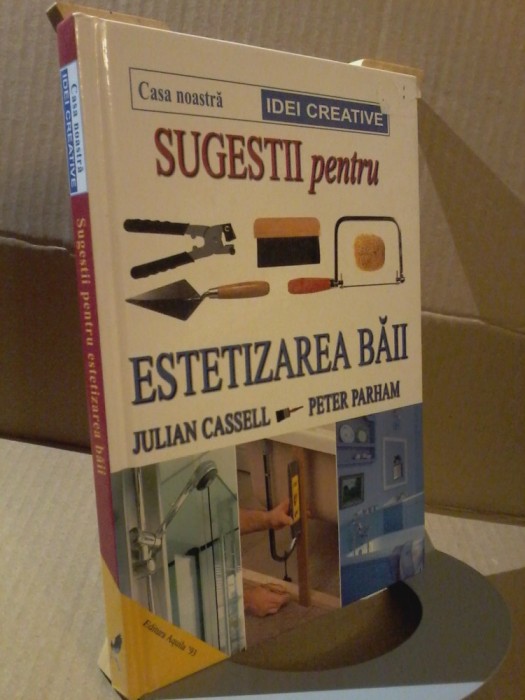 Casa noastră
IDEI CREATIVE
SUGESTII pentru
ESTETIZAREA BĂII
JULIAN CASSELL PETER PARHAM
Editura Aquila '93
Casa noastră
IDEI CREATIVE
Sugestii pentru estetizarea băii